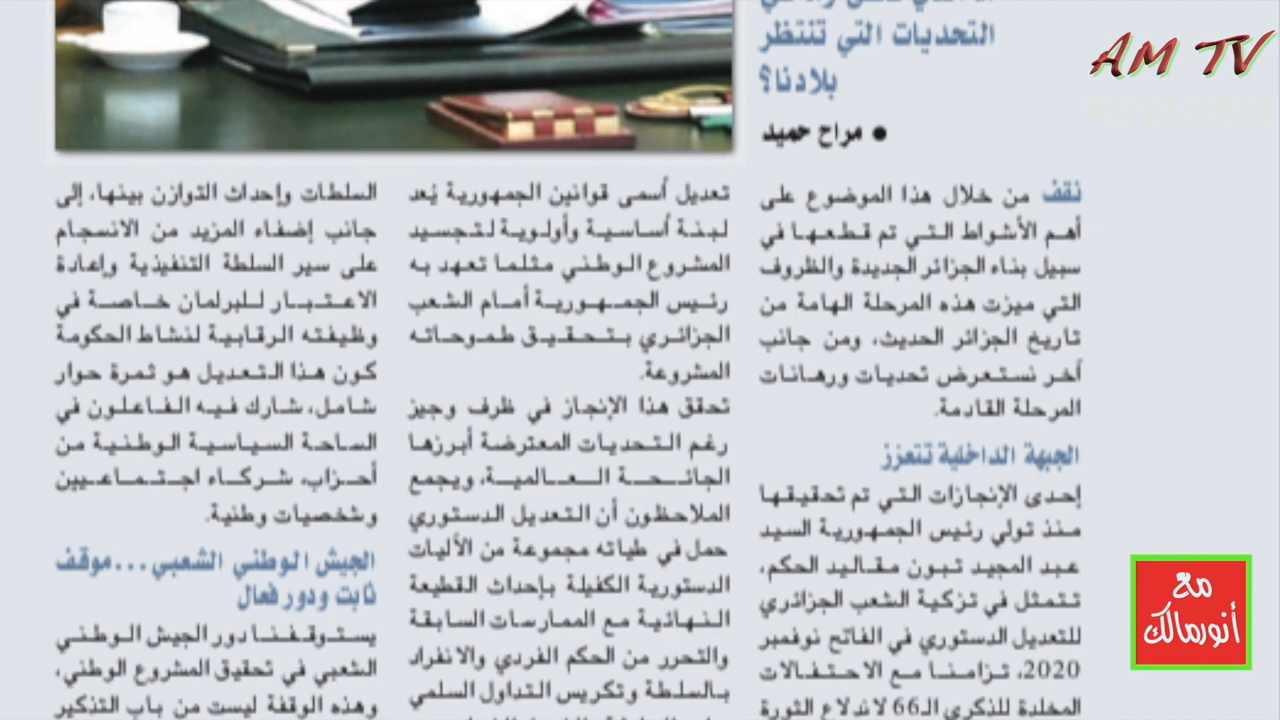 التحديات التي تنتظر
بلادنا؟
● مراح حميد
نقف من خلال هذا الموضوع على
أهم الأشواط التي تم قطعها في
سبيل بناء الجزائر الجديدة والظروف
التي ميزت هذه المرحلة الهامة من
تاريخ الجزائر الحديث، ومن جانب
آخر نستعرض تحديات ورهانات
المرحلة القادمة.
الجبهة الداخلية تتعزز
إحدى الإنجازات التي تم تحقيقها
منذ تولي رئيس الجمهورية السيد
عبد المجيد تبون مقاليد الحكم،
تتمثل في تزكية الشعب الجزائري
للتعديل الدستوري في الفاتح نوفمبر
2020، تزامنا مع الاحتفالات
المخلدة للذكرى الـ66 لاندلاع الثورة
تعديل أسمى قوانين الجمهورية يُعد
لبنة أساسية وأولوية لتجسيد
المشروع الوطني مثلما تعهد به
رئيس الجمهورية أمام الشعب
الجزائري بتحقيق طموحاته
المشروعة.
تحقق هذا الإنجاز في ظرف وجيز
رغم التحديات المعترضة أبرزها
الجائحة العالمية، ويجمع
الملاحظون أن التعديل الدستوري
حمل في طياته مجموعة من الآليات
الدستورية الكفيلة بإحداث القطيعة
النهائية مع الممارسات السابقة
والتحرر من الحكم الفردي والانفراد
بالسلطة وتكريس التداول السلمي
السلطات وإحداث التوازن بينها، إلى
جانب إضفاء المزيد من الانسجام
على سير السلطة التنفيذية وإعادة
الاعتبار للبرلمان خاصة في
وظيفته الرقابية لنشاط الحكومة
كون هذا التعديل هو ثمرة حوار
شامل، شارك فيه الفاعلون في
الساحة السياسية الوطنية من
أحزاب، شركاء اجتماعيين
وشخصيات وطنية.
الجيش الوطني الشعبي...موقف
ثابت ودور فعال
يستوقفنا دور الجيش الوطني
الشعبي في تحقيق المشروع الوطني،
وهذه الوقفة ليست من باب التذكير
AM TV
مع
أنورمالك